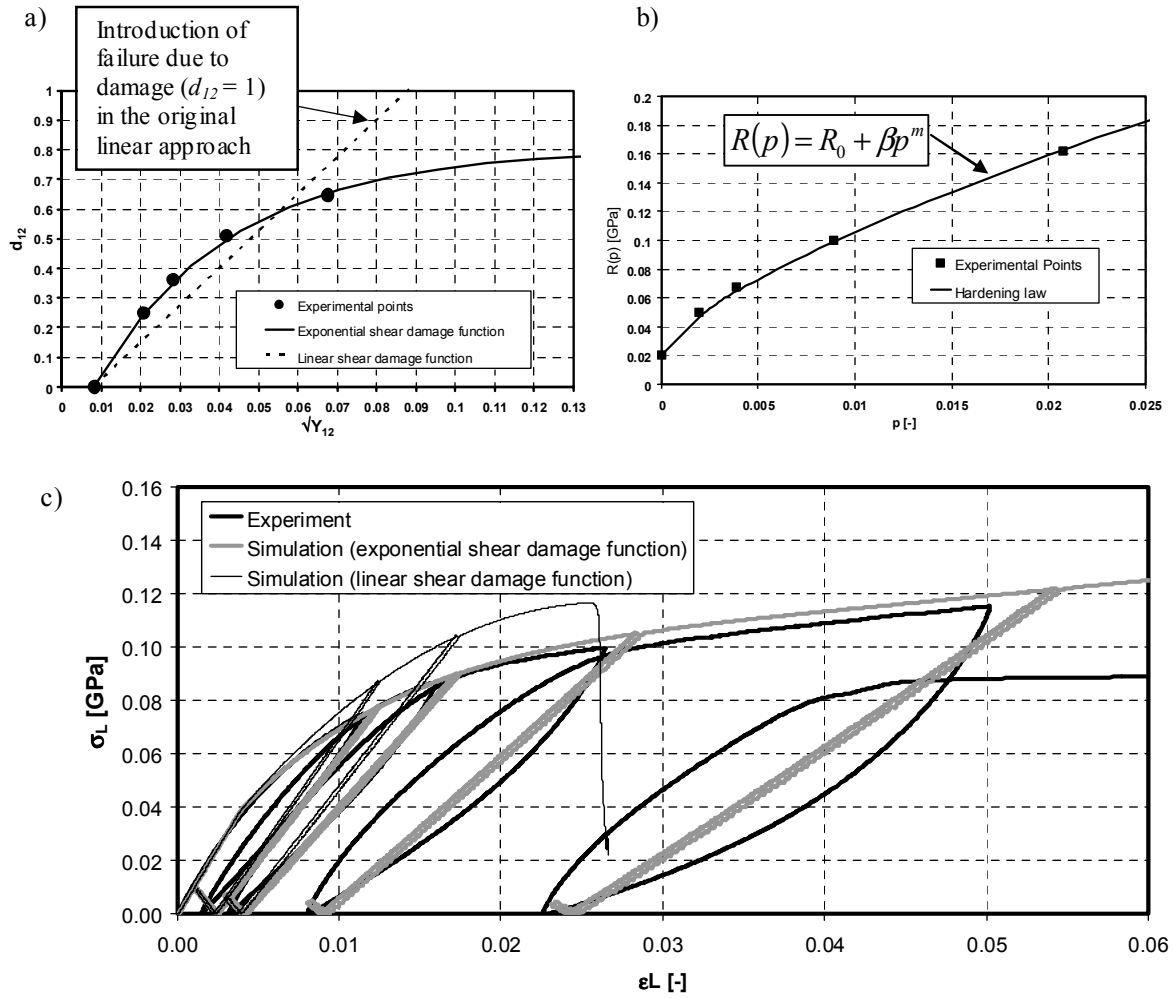 a)
Introduction of
failure due to
damage (d12 = 1)
in the original
linear approach
1
0.9
0.8
0.7
0.6
0.5
0.4
0.3
0.2
0.1
0
d12
Experimental points
Exponential shear damage function
Linear shear damage function
0 0.01 0.02 0.03 0.04 0.05 0.06 0.07 0.08 0.09 0.1 0.11 0.12 0.13
√Y12
b)
0.2
0.18
0.16
0.14
0.12
0.1
0.08
0.06
0.04
0.02
0
R(p) [GPa]
R(p) = R0 + βp^m
Experimental Points
Hardening law
0 0.005 0.01 0.015 0.02 0.025
p [-]
c)
0.16
0.14
0.12
0.10
0.08
0.06
0.04
0.02
0.00
σL [GPa]
Experiment
Simulation (exponential shear damage function)
Simulation (linear shear damage function)
0.00 0.01 0.02 0.03 0.04 0.05 0.06
εL [-]